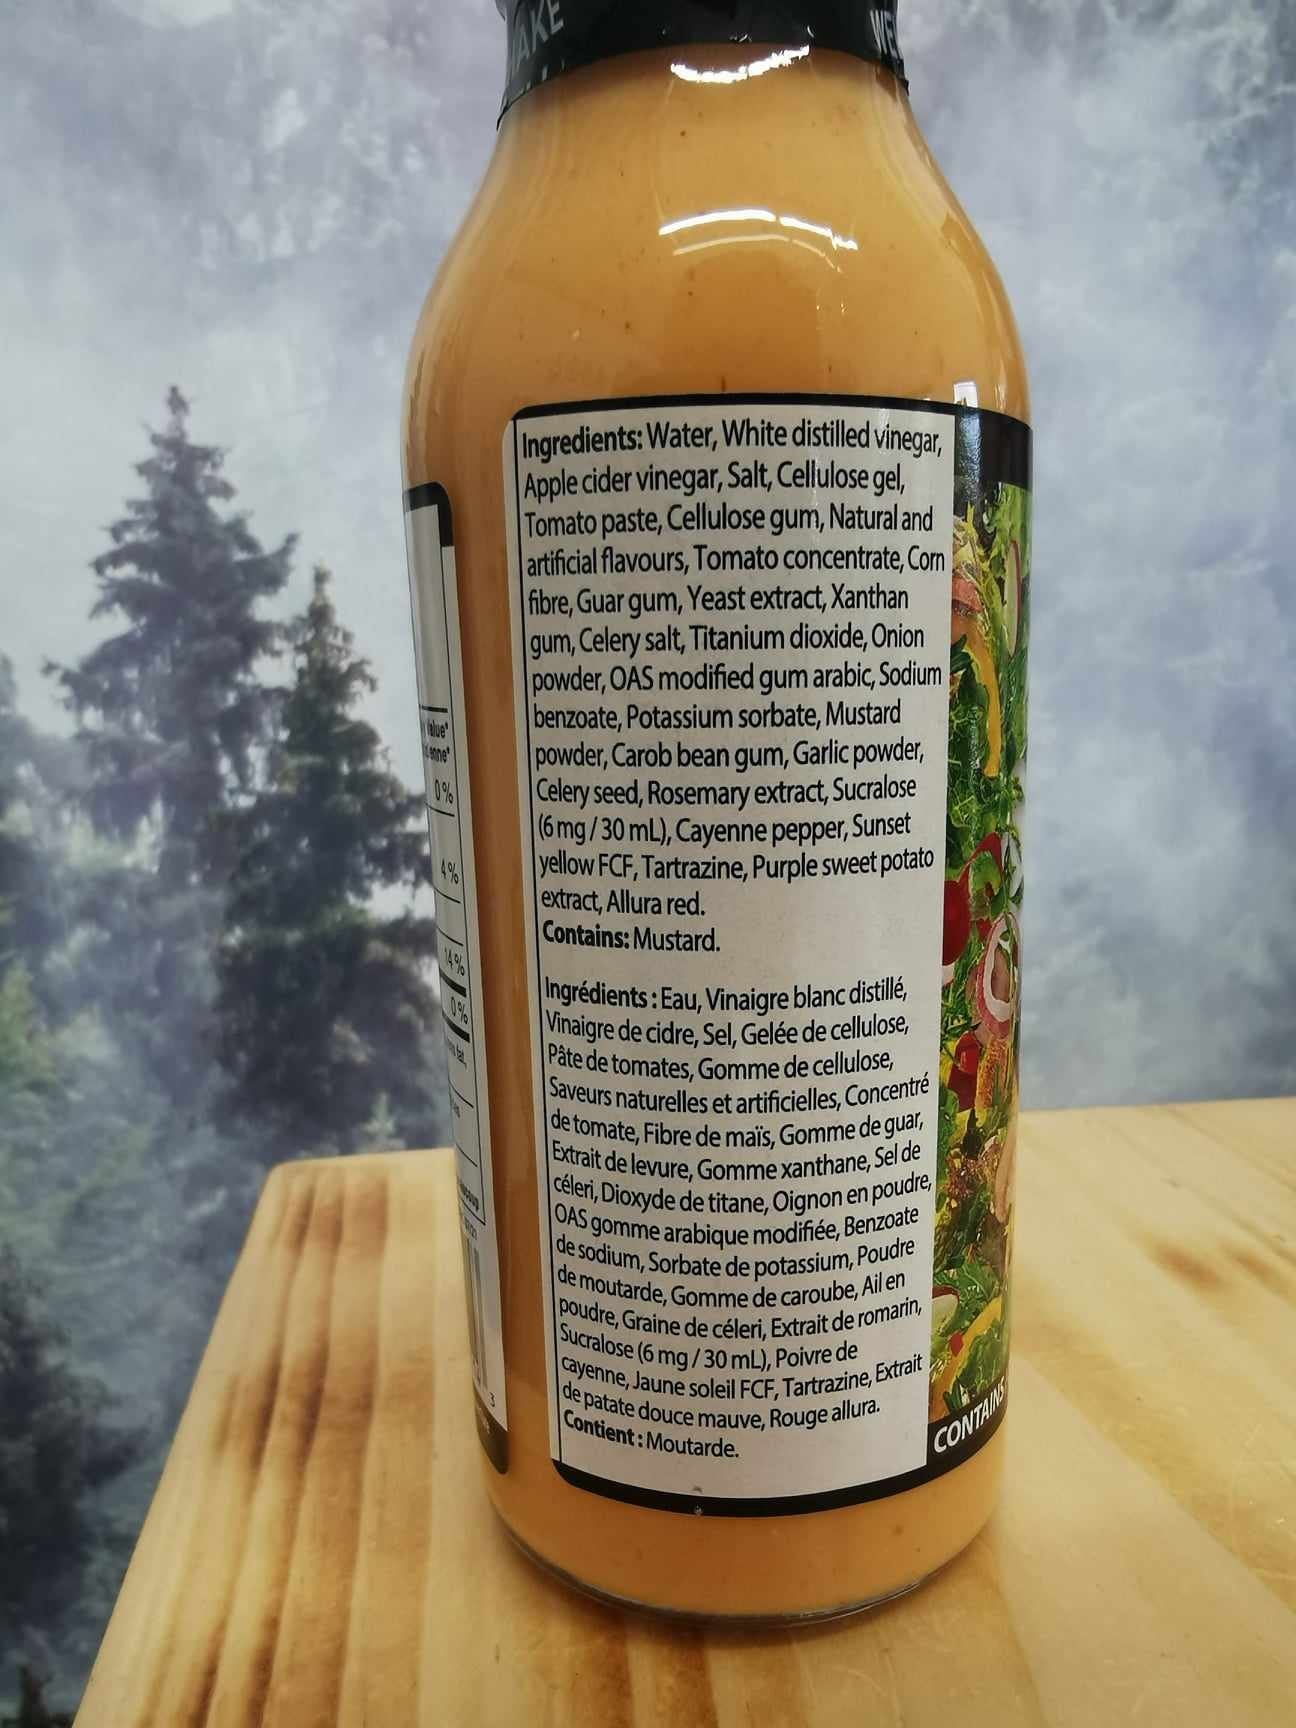 Ingredients: Water, White distilled vinegar,
Apple cider vinegar, Salt, Cellulose gel,
Tomato paste, Cellulose gum, Natural and
artificial flavours, Tomato concentrate, Corn
fibre, Guar gum, Yeast extract, Xanthan
gum, Celery salt, Titanium dioxide, Onion
powder, OAS modified gum arabic, Sodium
benzoate, Potassium sorbate, Mustard
powder, Carob bean gum, Garlic powder,
Celery seed, Rosemary extract, Sucralose
(6 mg / 30 mL), Cayenne pepper, Sunset
yellow FCF, Tartrazine, Purple sweet potato
extract, Allura red.
Contains: Mustard.
Ingrédients : Eau, Vinaigre blanc distillé,
Vinaigre de cidre, Sel, Gelée de cellulose,
Pâte de tomates, Gomme de cellulose,
Saveurs naturelles et artificielles, Concentré
de tomate, Fibre de maïs, Gomme de guar,
Extrait de levure, Gomme xanthane, Sel de
céleri, Dioxyde de titane, Oignon en poudre,
OAS gomme arabique modifiée, Benzoate
de sodium, Sorbate de potassium, Poudre
de moutarde, Gomme de caroube, Ail en
poudre, Graine de céleri, Extrait de romarin,
Sucralose (6 mg / 30 mL), Poivre de
cayenne, Jaune soleil FCF, Tartrazine, Extrait
de patate douce mauve, Rouge allura.
Contient : Moutarde.
0 %
4 %
14 %
0 %
3
CONTAINS